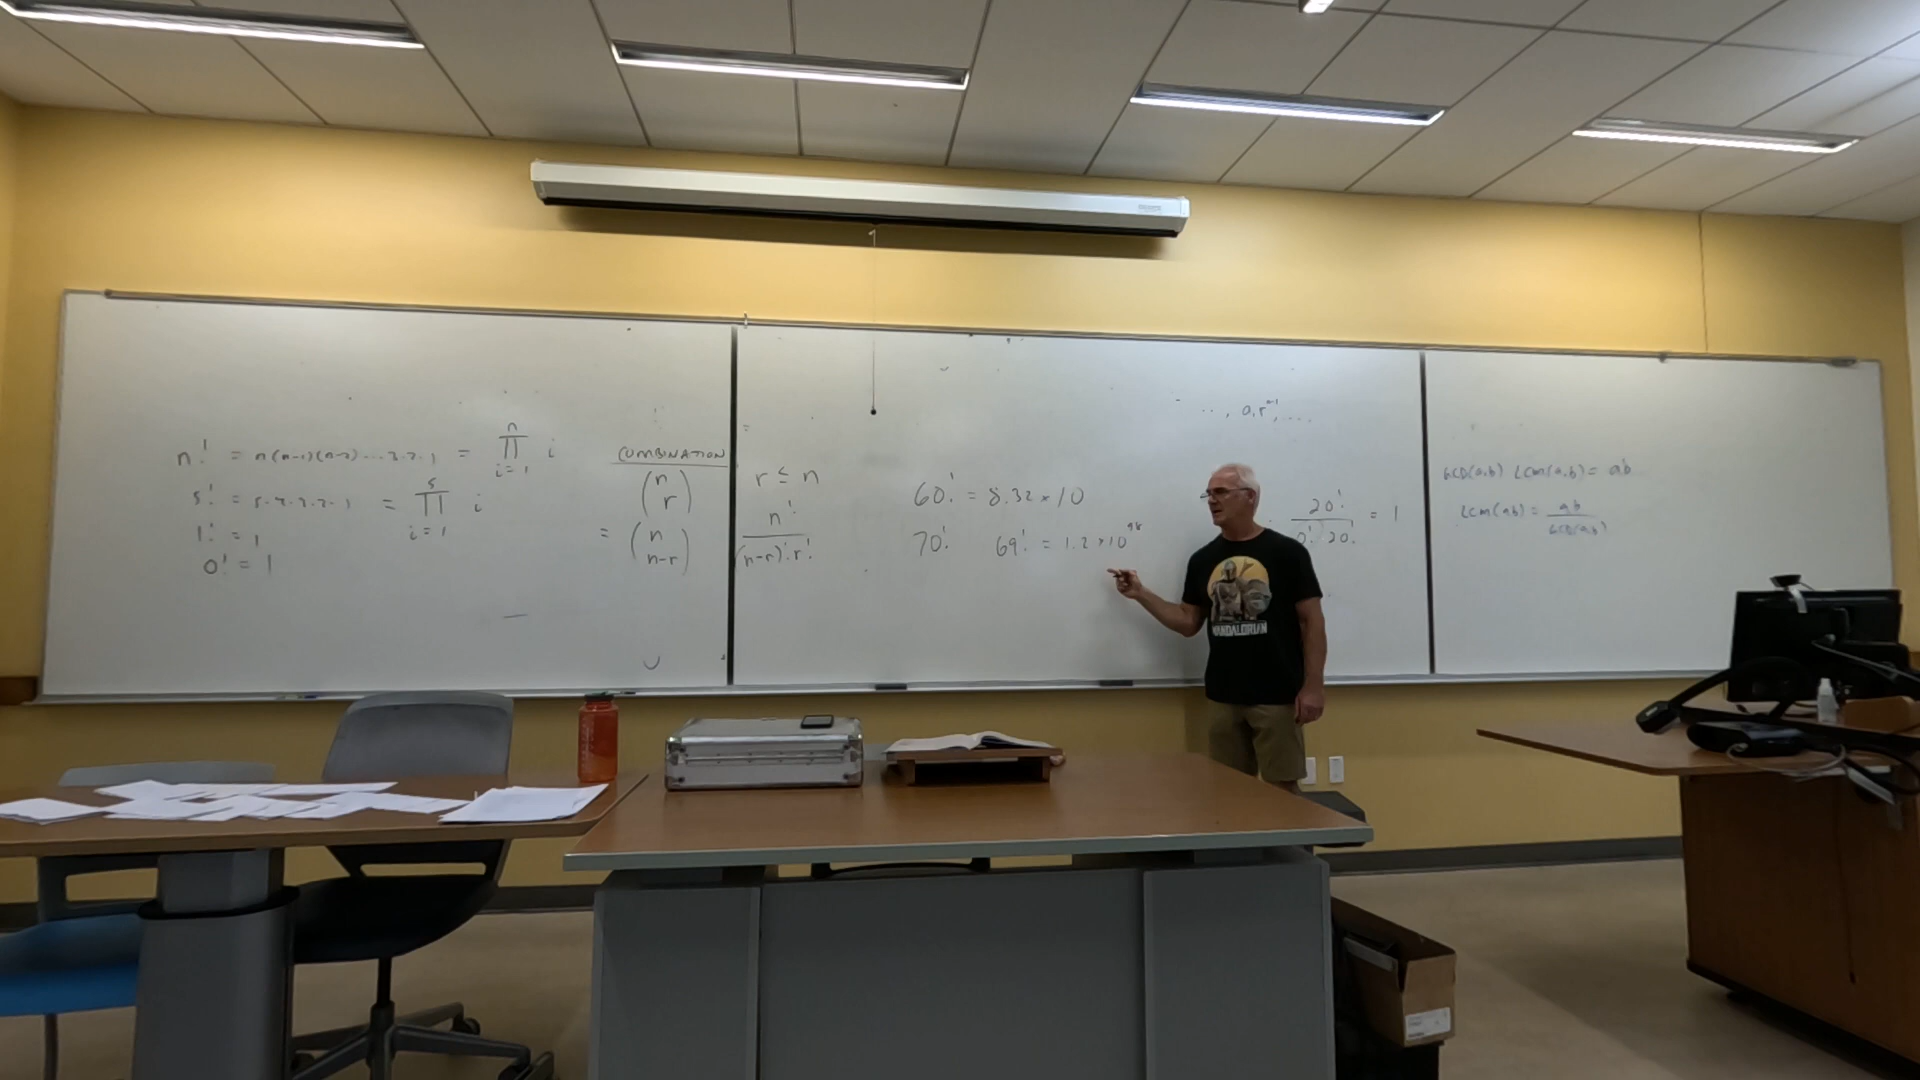 n! = n(n-1)(n-2)...3·2·1 = n∏i=1 i
5! = 5·4·3·2·1 = 5∏i=1 i
1! = 1
0! = 1
COMBINATION
(n r) r ≤ n
= (n n-r) n! / (n-r)! r!
60! = 8.32 × 10
70! 69! = 1.2 × 10^98
..., a,r^n-1, ...
20! / 0! 20! = 1
GCD(a,b) LCM(a,b) = ab
LCM(a,b) = ab / GCD(a,b)
MANDALORIAN